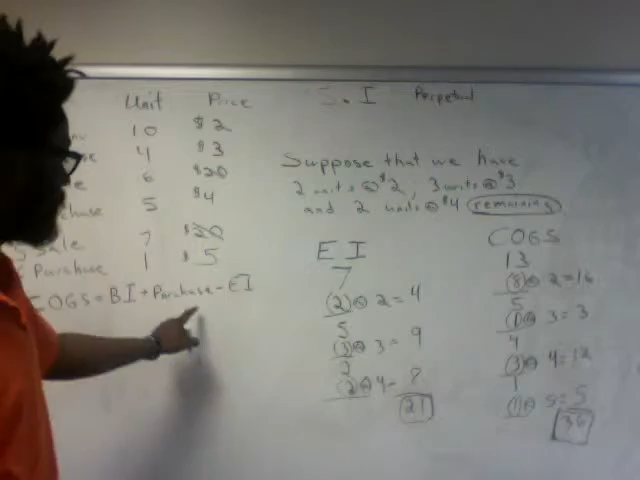 Unit Price
10 $2
4 $3
6 $20
5 $4
Sale 7 $20
Purchase 1 $5
COGS = BI + Purchase - EI
S. I Perpetual
Suppose that we have
2 units @ $2, 3 units @ $3
and 2 units @ $4 remaining
EI
7
(2) @ 2 = 4
5
(3) @ 3 = 9
2
(2) @ 4 = 8
21
COGS
13
(8) @ 2 = 16
5
(1) @ 3 = 3
4
(3) @ 4 = 12
1
(1) @ 5 = 5
36